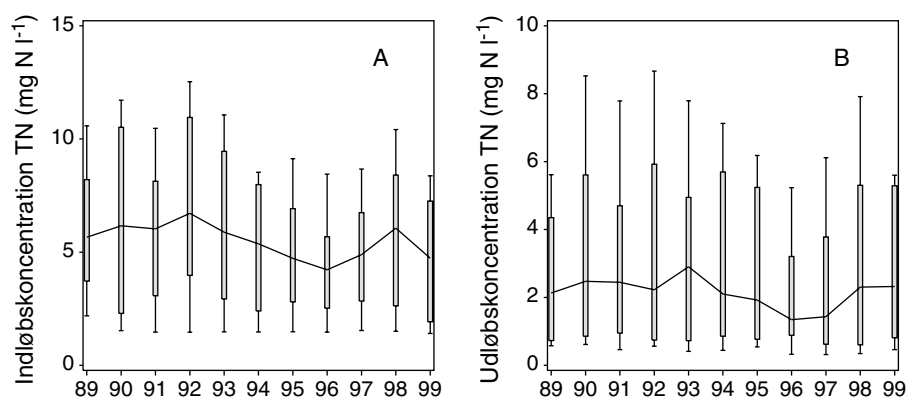 Indløbskoncentration TN (mg N l-1)
15
10
5
0
A
89 90 91 92 93 94 95 96 97 98 99
Udløbskoncentration TN (mg N l-1)
10
8
6
4
2
0
B
89 90 91 92 93 94 95 96 97 98 99